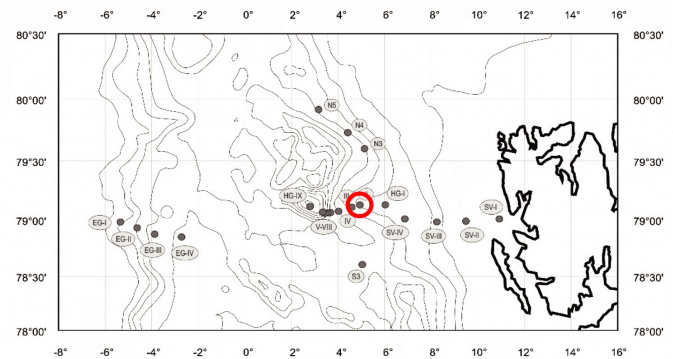 -8° -6° -4° -2° 0° 2° 4° 6° 8° 10° 12° 14° 16°
80°30' 80°30'
80°00' 80°00'
N5
N4
N3
79°30' 79°30'
HG-IX III HG-I
SV-I
79°00' 79°00'
EG-I
EG-II EG-III EG-IV V-VIII IV SV-IV SV-III SV-II
S3
78°30' 78°30'
78°00' 78°00'
-8° -6° -4° -2° 0° 2° 4° 6° 8° 10° 12° 14° 16°